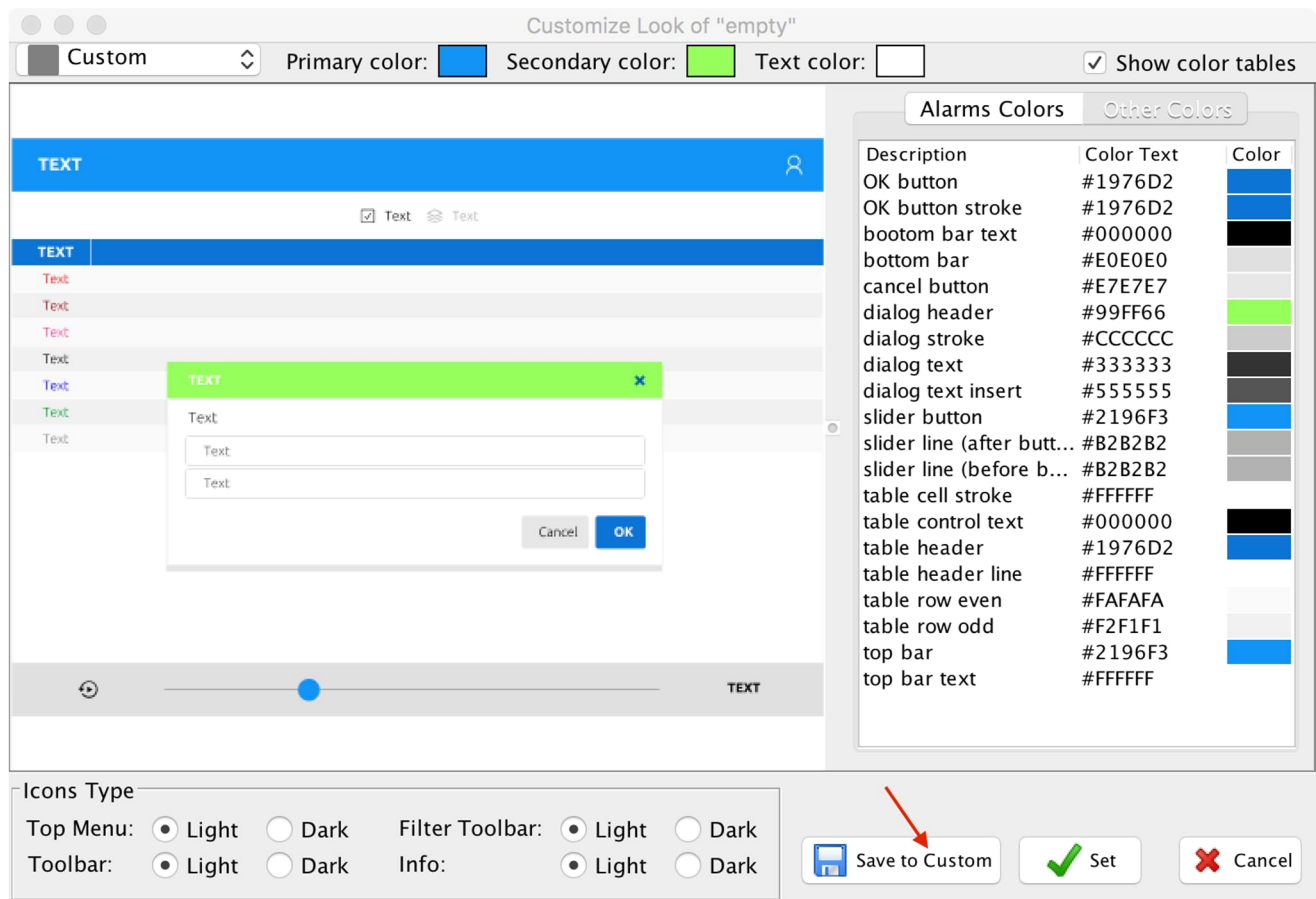 Customize Look of "empty"
Custom Primary color: Secondary color: Text color: Show color tables
Alarms Colors Other Colors
TEXT
Text Text
TEXT
Text
Text
Text
Text
Text
Text
Text
TEXT
Text
Text
Text
Cancel OK
TEXT
Description Color Text Color
OK button #1976D2
OK button stroke #1976D2
bootom bar text #000000
bottom bar #E0E0E0
cancel button #E7E7E7
dialog header #99FF66
dialog stroke #CCCCCC
dialog text #333333
dialog text insert #555555
slider button #2196F3
slider line (after butt... #B2B2B2
slider line (before b... #B2B2B2
table cell stroke #FFFFFF
table control text #000000
table header #1976D2
table header line #FFFFFF
table row even #FAFAFA
table row odd #F2F1F1
top bar #2196F3
top bar text #FFFFFF
Icons Type
Top Menu: Light Dark Filter Toolbar: Light Dark
Toolbar: Light Dark Info: Light Dark
Save to Custom Set Cancel